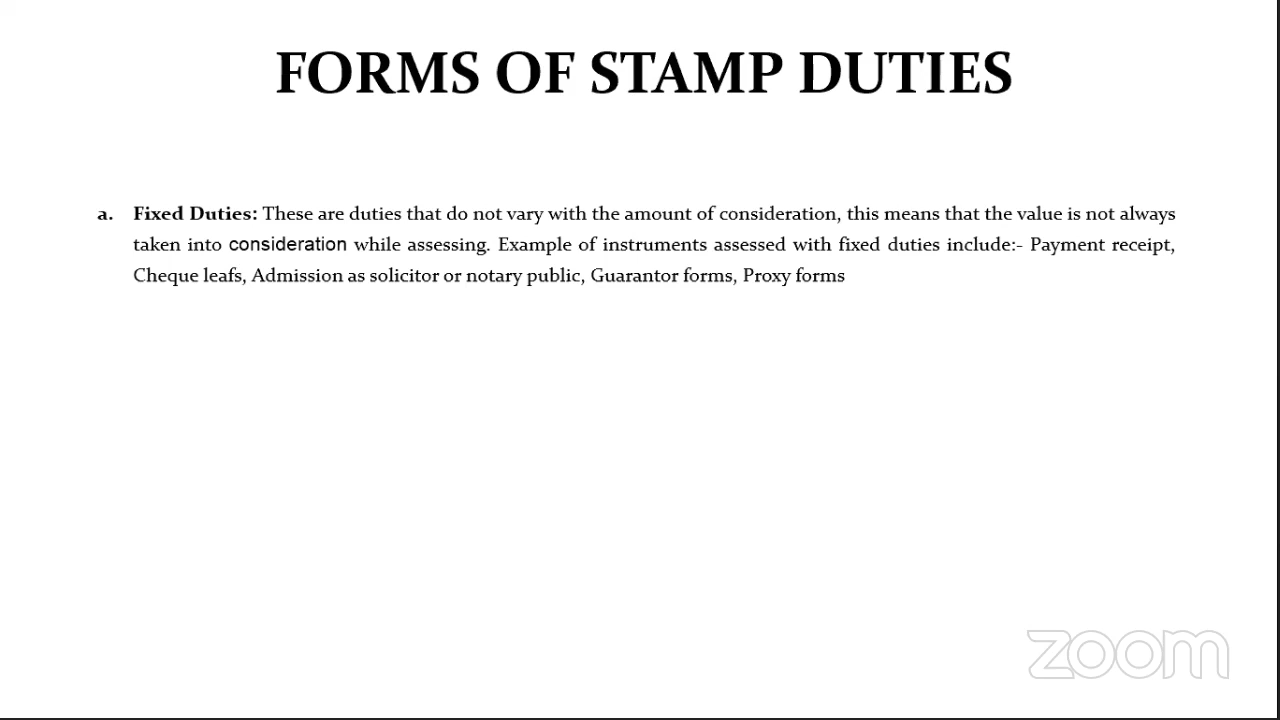 FORMS OF STAMP DUTIES
a. Fixed Duties: These are duties that do not vary with the amount of consideration, this means that the value is not always
taken into consideration while assessing. Example of instruments assessed with fixed duties include:- Payment receipt,
Cheque leafs, Admission as solicitor or notary public, Guarantor forms, Proxy forms
zoom